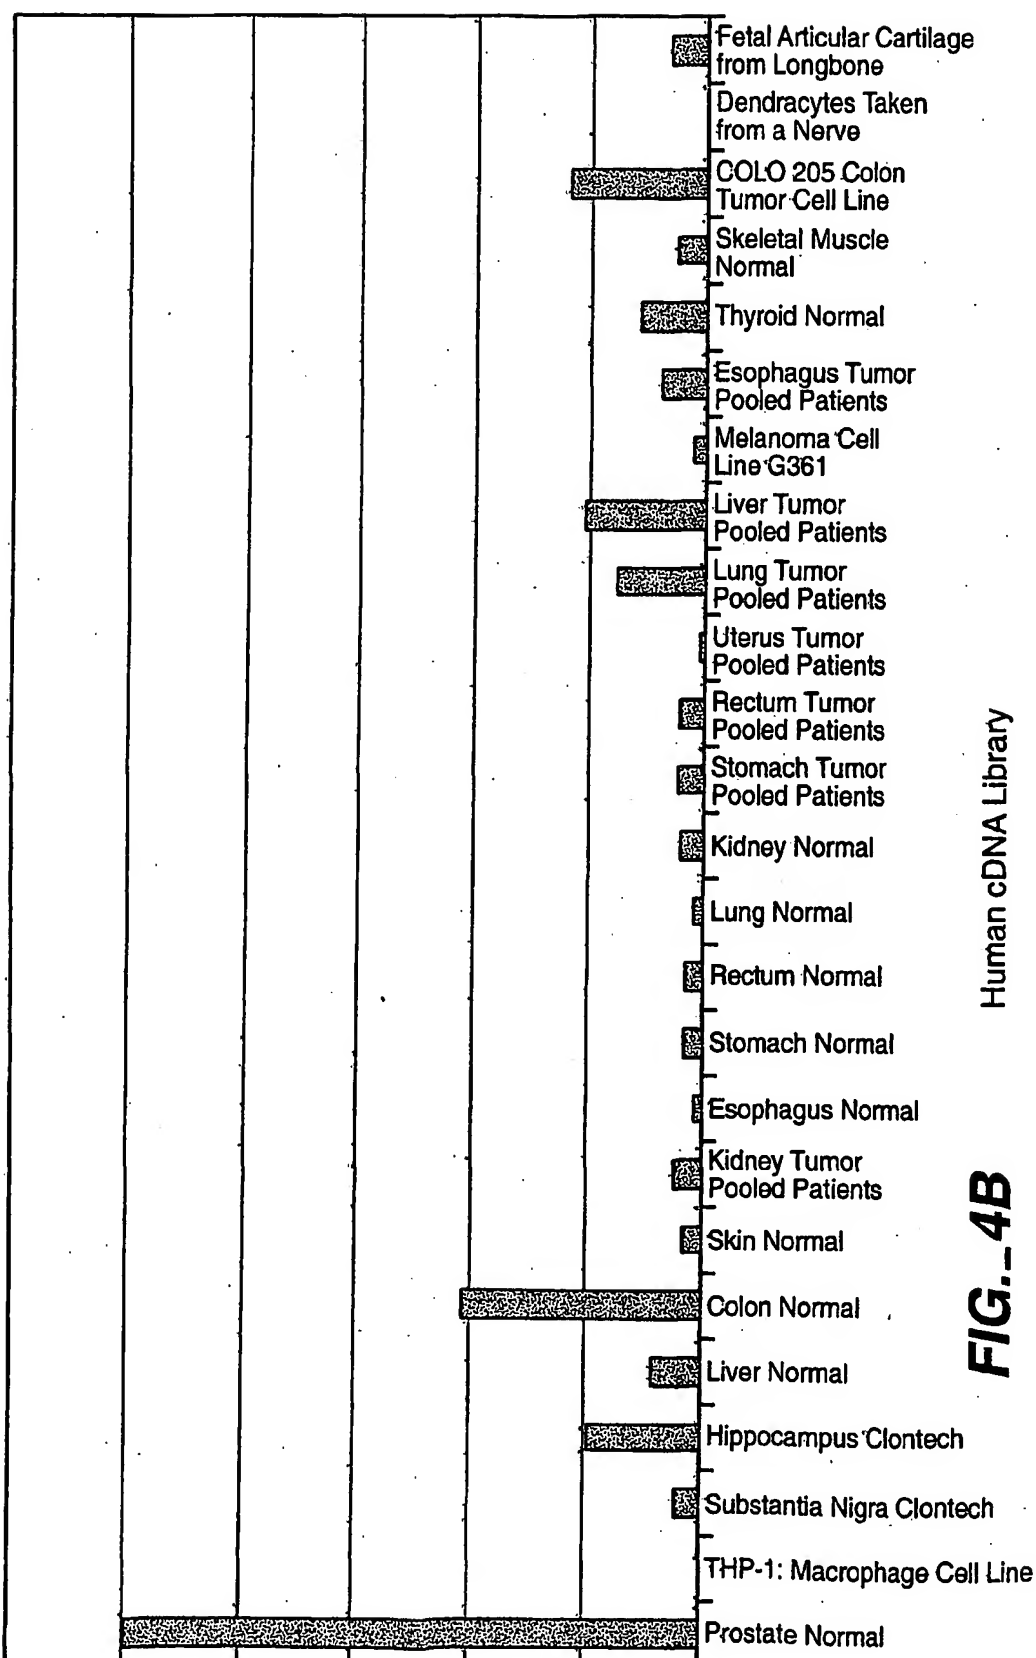 Fetal Articular Cartilage
from Longbone
Dendracytes Taken
from a Nerve
COLO 205 Colon
Tumor Cell Line
Skeletal Muscle
Normal
Thyroid Normal
Esophagus Tumor
Pooled Patients
Melanoma Cell
Line G361
Liver Tumor
Pooled Patients
Lung Tumor
Pooled Patients
Uterus Tumor
Pooled Patients
Rectum Tumor
Pooled Patients
Stomach Tumor
Pooled Patients
Kidney Normal
Lung Normal
Rectum Normal
Stomach Normal
Esophagus Normal
Kidney Tumor
Pooled Patients
Skin Normal
Colon Normal
Liver Normal
Hippocampus Clontech
Substantia Nigra Clontech
THP-1: Macrophage Cell Line
Prostate Normal
Human cDNA Library
FIG._4B